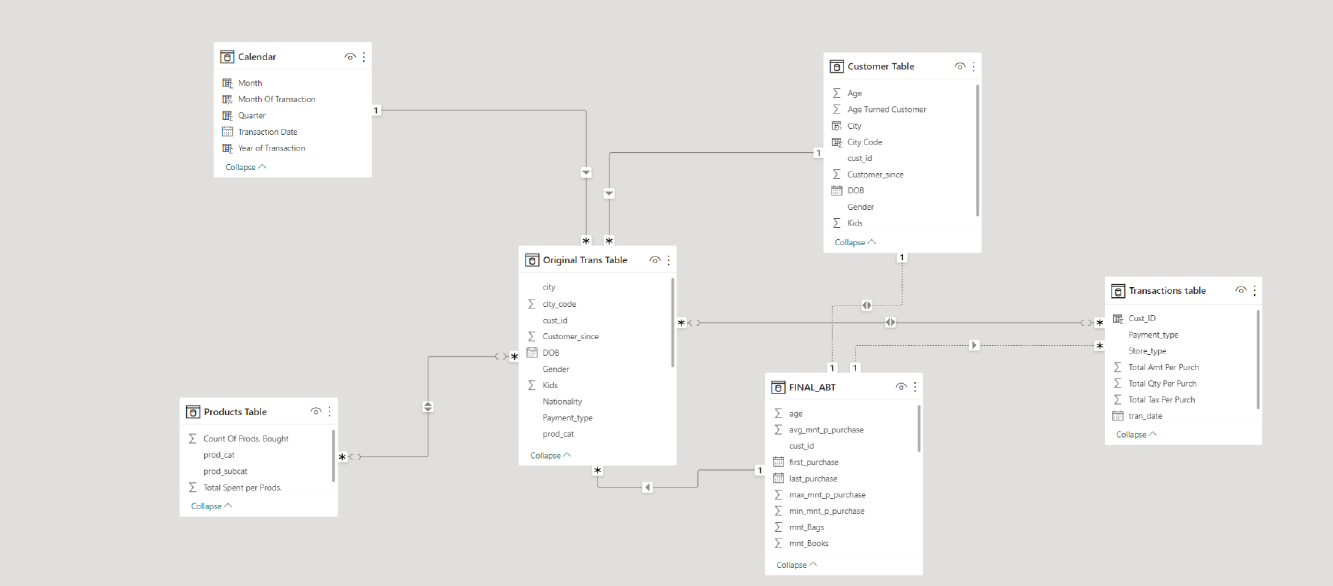 Calendar
Month
Month Of Transaction
Quarter
Transaction Date
Year of Transaction
Collapse
1
Customer Table
Age
Age Turned Customer
City
City Code
cust_id
Customer_since
DOB
Gender
Kids
Collapse
1
1
*
*
Original Trans Table
city
city_code
cust_id
Customer_since
DOB
Gender
Kids
Nationality
Payment_type
prod_cat
Collapse
*
*
*
Transactions table
Cust_ID
Payment_type
Store_type
Total Amt Per Purch
Total Qty Per Purch
Total Tax Per Purch
tran_date
Collapse
*
*
Products Table
Count Of Prods. Bought
prod_cat
prod_subcat
Total Spent per Prods.
Collapse
*
1
1
1
FINAL_ABT
age
avg_mnt_p_purchase
cust_id
first_purchase
last_purchase
max_mnt_p_purchase
min_mnt_p_purchase
mnt_Bags
mnt_Books
Collapse